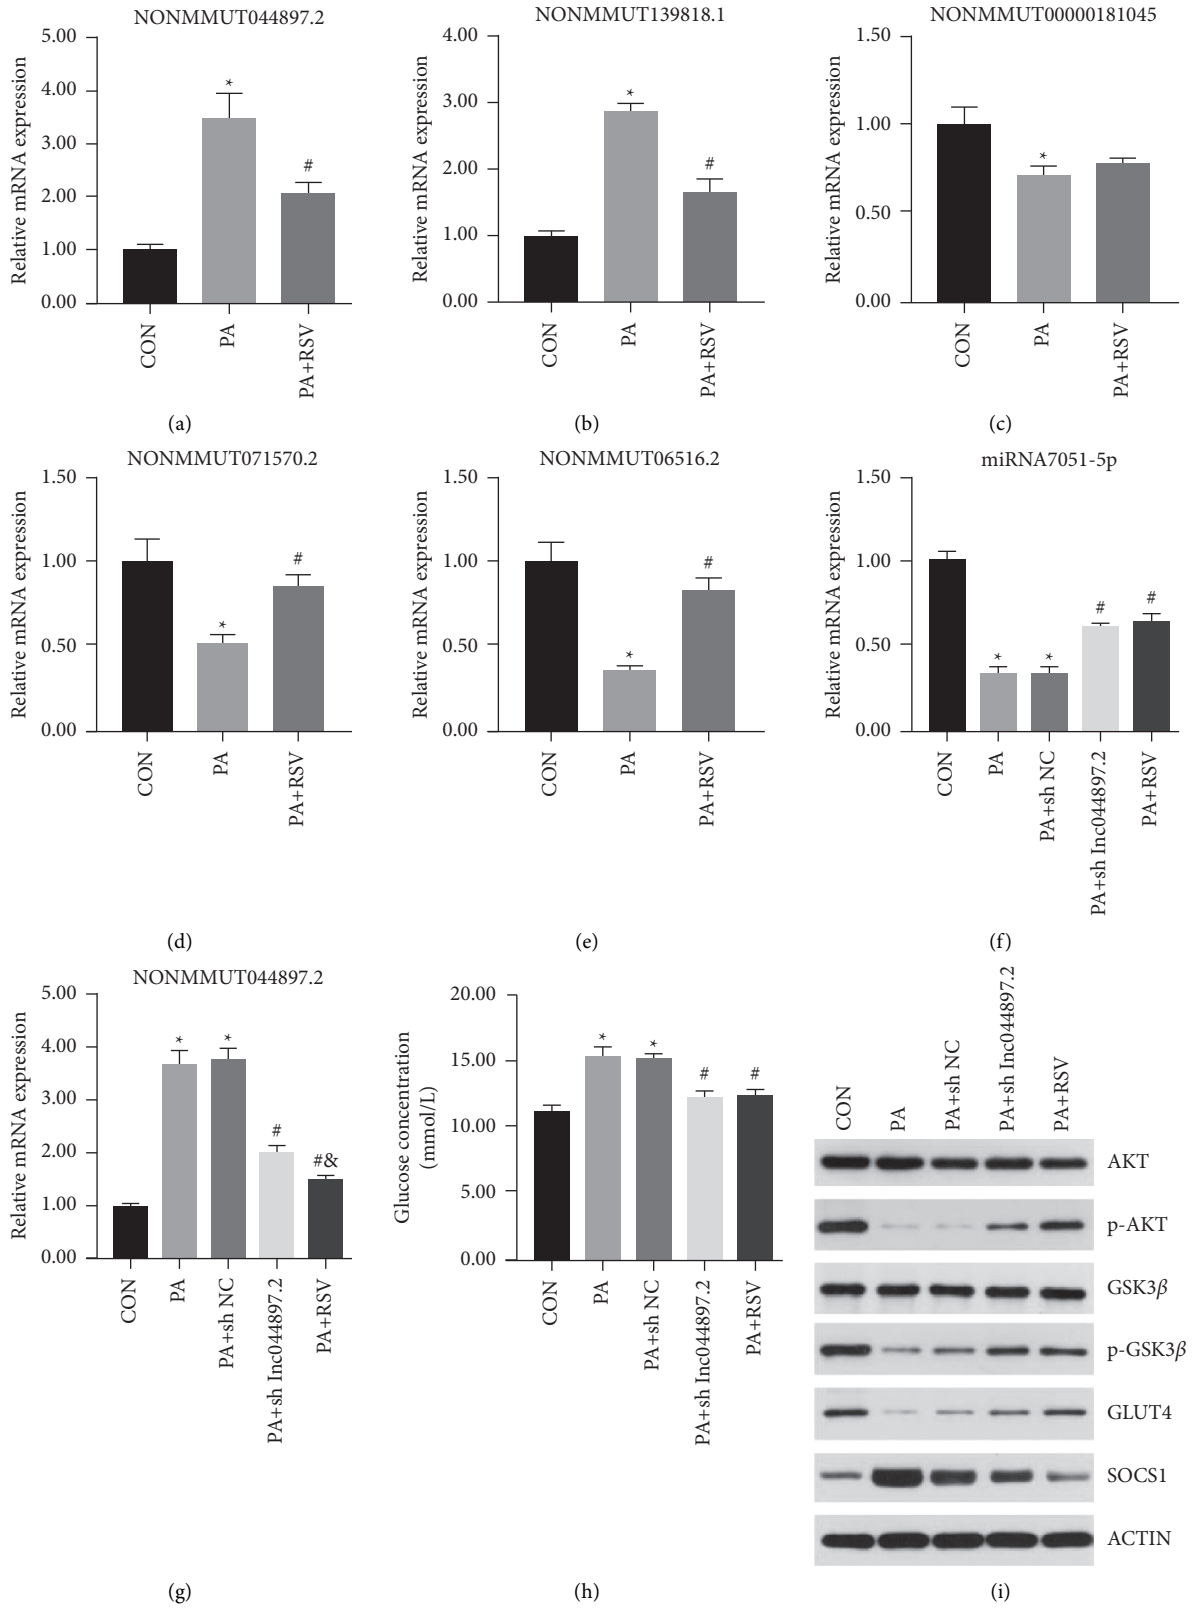 NONMMUT044897.2
Relative mRNA expression
5.00
4.00
3.00
2.00
1.00
0.00
*
#
CON
PA
PA+RSV
(a)
NONMMUT139818.1
Relative mRNA expression
4.00
3.00
2.00
1.00
0.00
*
#
CON
PA
PA+RSV
(b)
NONMMUT00000181045
Relative mRNA expression
1.50
1.00
0.50
0.00
*
CON
PA
PA+RSV
(c)
NONMMUT071570.2
Relative mRNA expression
1.50
1.00
0.50
0.00
*
#
CON
PA
PA+RSV
(d)
NONMMUT06516.2
Relative mRNA expression
1.50
1.00
0.50
0.00
*
#
CON
PA
PA+RSV
(e)
miRNA7051-5p
Relative mRNA expression
1.50
1.00
0.50
0.00
*
*
#
#
CON
PA
PA+sh NC
PA+sh Inc044897.2
PA+RSV
(f)
NONMMUT044897.2
Relative mRNA expression
5.00
4.00
3.00
2.00
1.00
0.00
*
*
#
#&
CON
PA
PA+sh NC
PA+sh Inc044897.2
PA+RSV
(g)
Glucose concentration
(mmol/L)
20.00
15.00
10.00
5.00
0.00
*
*
#
#
CON
PA
PA+sh NC
PA+sh Inc044897.2
PA+RSV
(h)
CON
PA
PA+sh NC
PA+sh Inc044897.2
PA+RSV
AKT
p-AKT
GSK3β
p-GSK3β
GLUT4
SOCS1
ACTIN
(i)